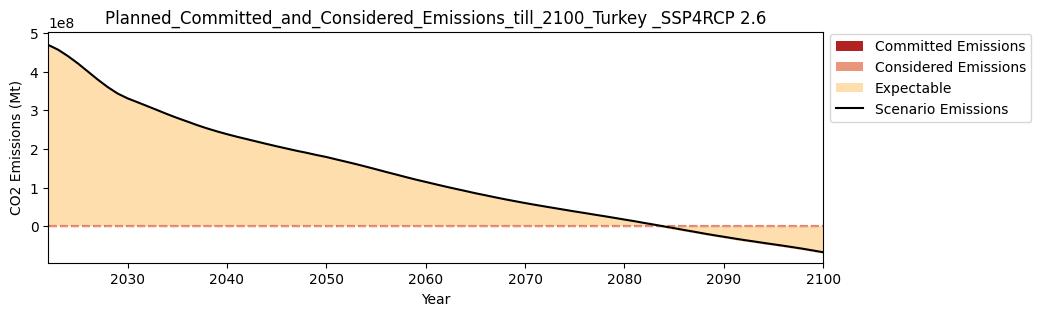 Planned_Committed_and_Considered_Emissions_till_2100_Turkey _SSP4RCP 2.6
1e8
5
4
3
2
1
0
CO2 Emissions (Mt)
2030 2040 2050 2060 2070 2080 2090 2100
Year
Committed Emissions
Considered Emissions
Expectable
Scenario Emissions